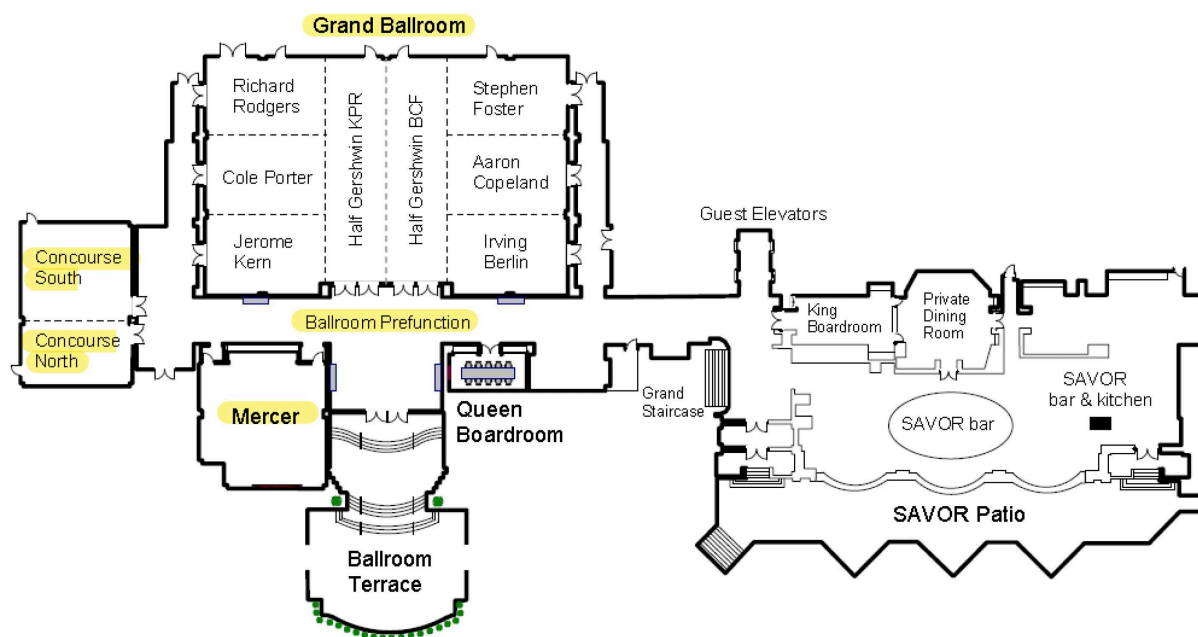 Grand Ballroom
Richard
Rodgers
Half Gershwin KPR
Half Gershwin BCF
Stephen
Foster
Cole Porter
Aaron
Copeland
Jerome
Kern
Irving
Berlin
Guest Elevators
Concourse
South
Concourse
North
Ballroom Prefunction
King
Boardroom
Private
Dining
Room
Mercer
Queen
Boardroom
Grand
Staircase
SAVOR
bar & kitchen
SAVOR bar
SAVOR Patio
Ballroom
Terrace